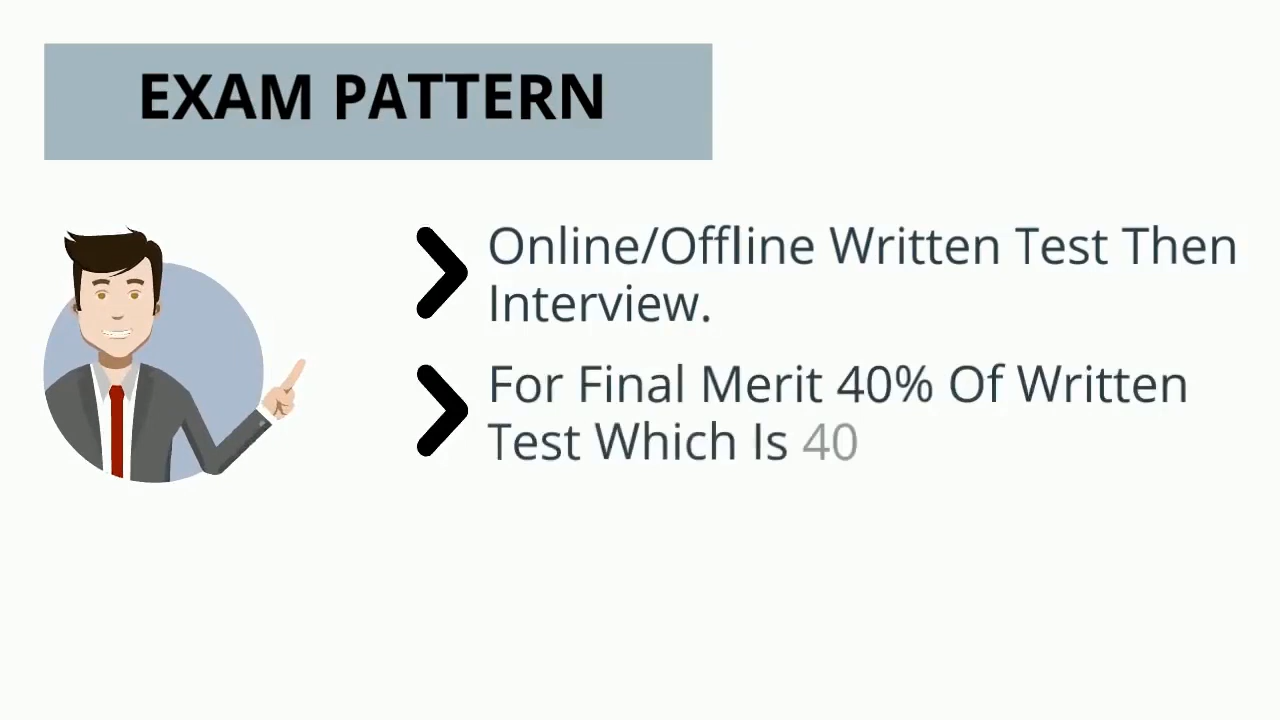 EXAM PATTERN
Online/Offline Written Test Then
Interview.
For Final Merit 40% Of Written
Test Which Is 40